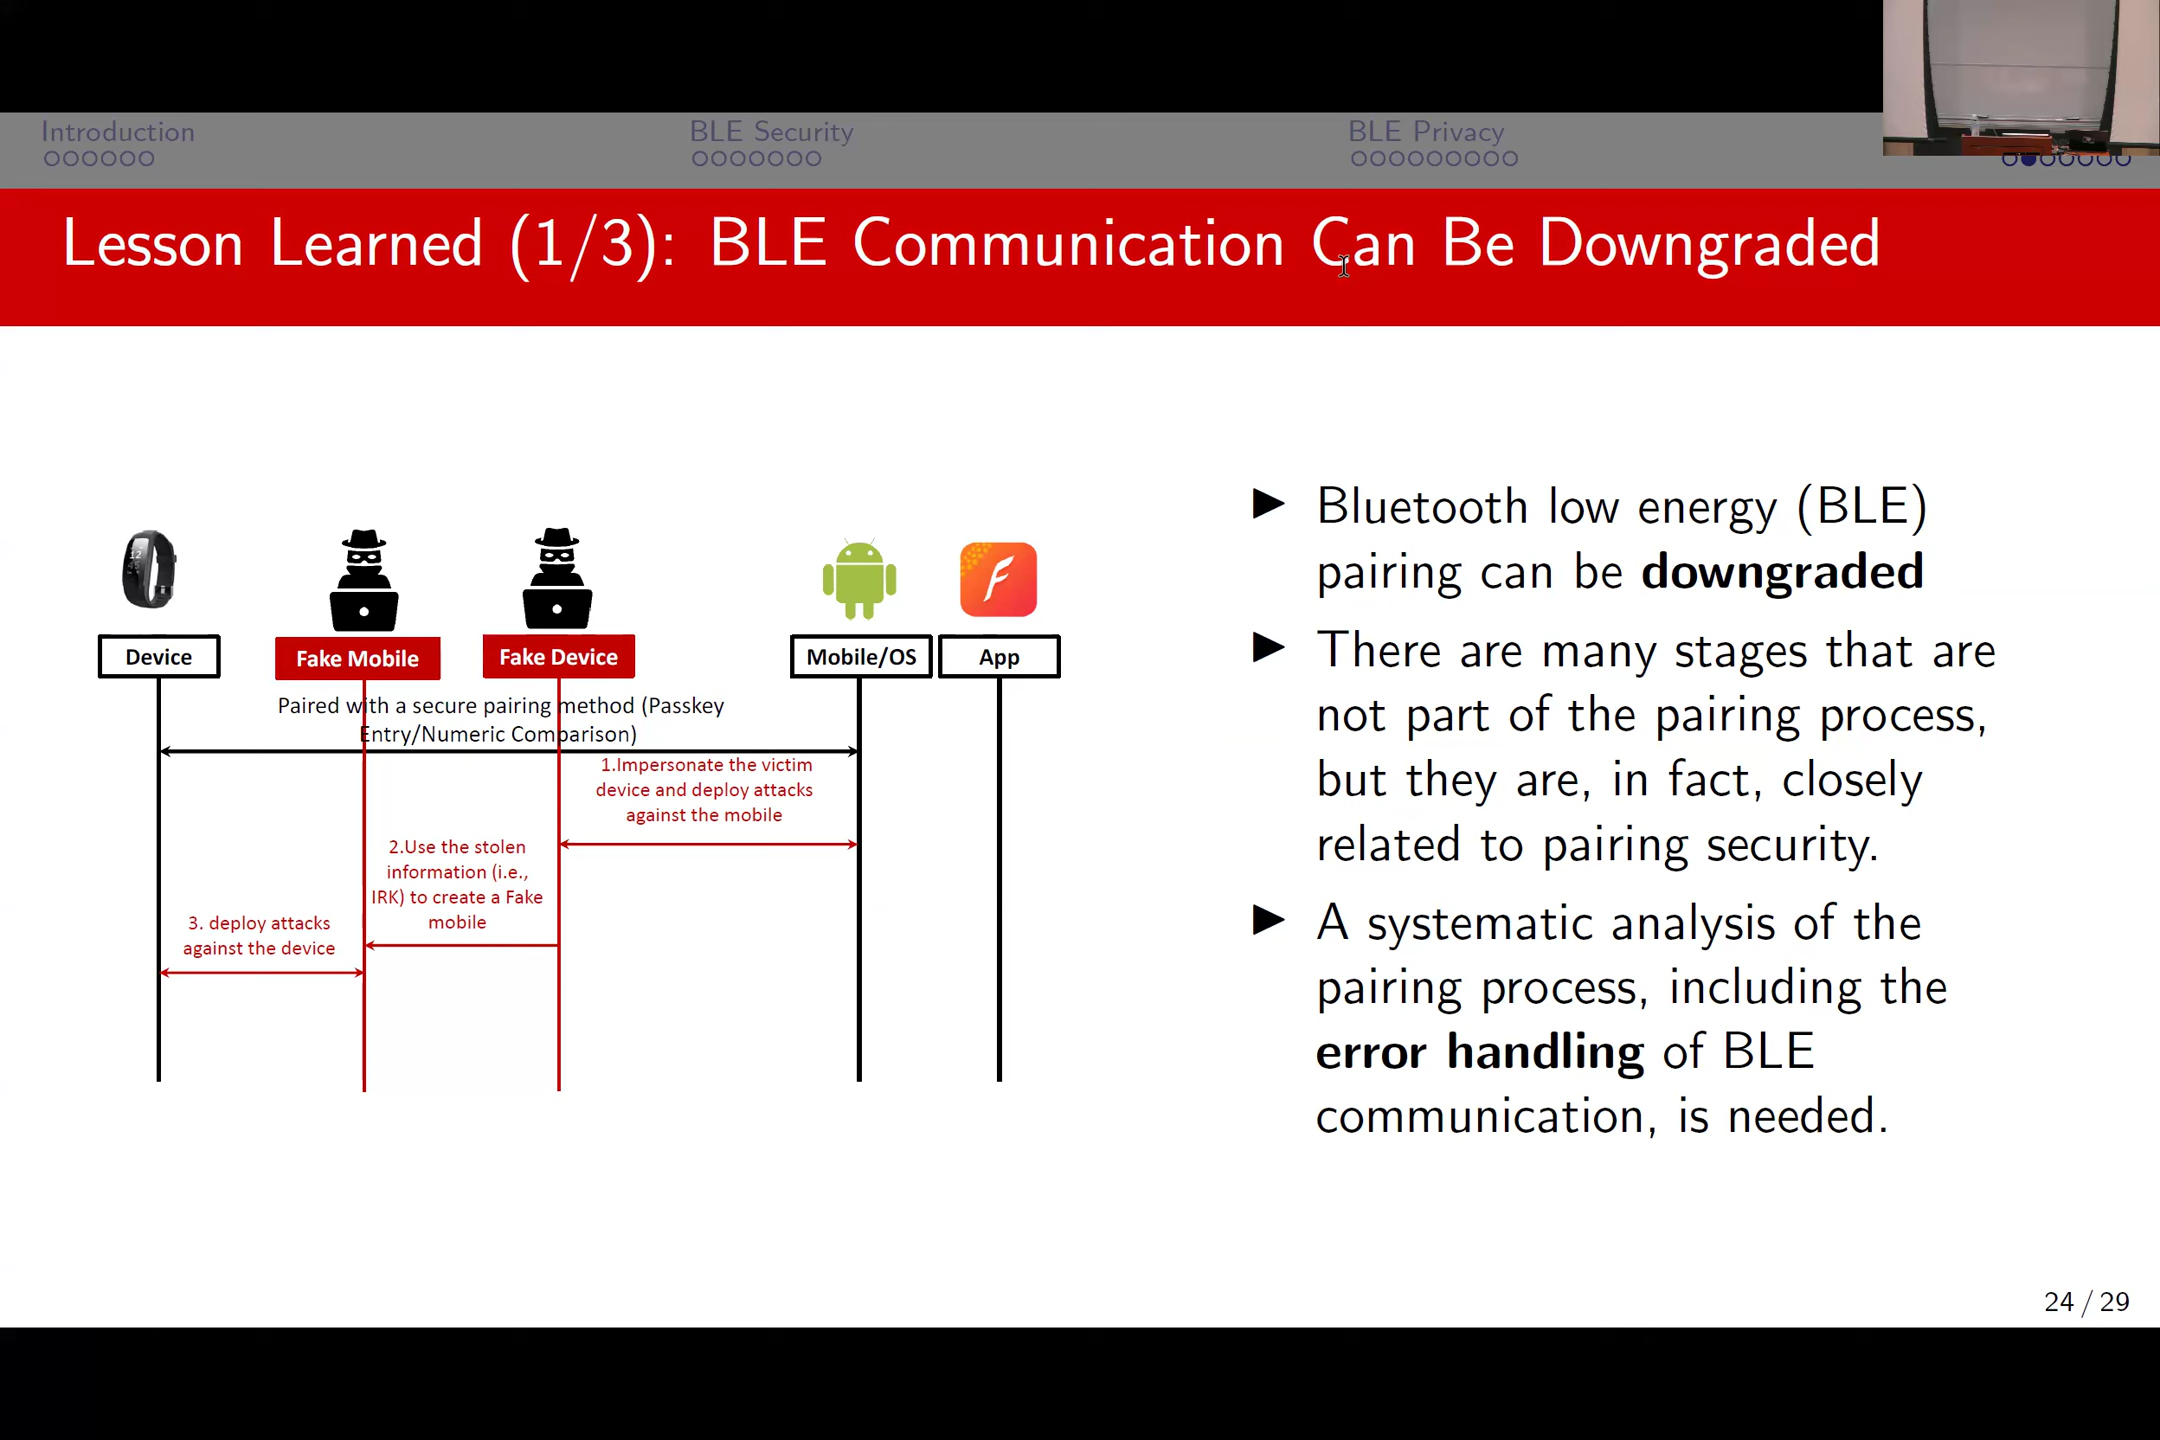 Introduction
BLE Security
BLE Privacy
Lesson Learned (1/3): BLE Communication Can Be Downgraded
Device
Fake Mobile
Fake Device
Mobile/OS
App
Paired with a secure pairing method (Passkey
Entry/Numeric Comparison)
1.Impersonate the victim
device and deploy attacks
against the mobile
2.Use the stolen
information (i.e.,
IRK) to create a Fake
mobile
3. deploy attacks
against the device
▶ Bluetooth low energy (BLE)
pairing can be downgraded
▶ There are many stages that are
not part of the pairing process,
but they are, in fact, closely
related to pairing security.
▶ A systematic analysis of the
pairing process, including the
error handling of BLE
communication, is needed.
24 / 29